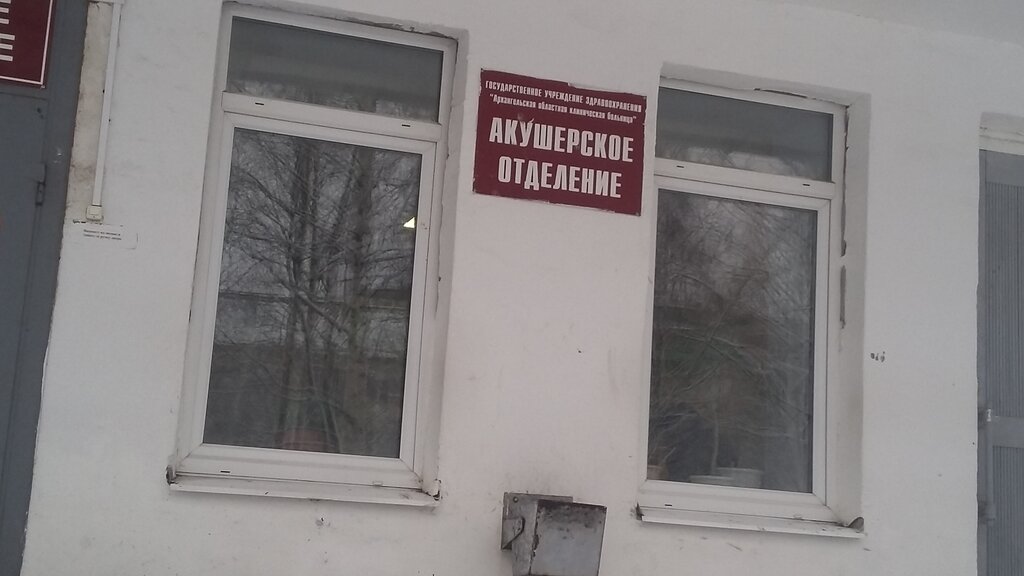 ГОСУДАРСТВЕННОЕ УЧРЕЖДЕНИЕ ЗДРАВООХРАНЕНИЯ
"Архангельская областная клиническая больница"
АКУШЕРСКОЕ
ОТДЕЛЕНИЕ